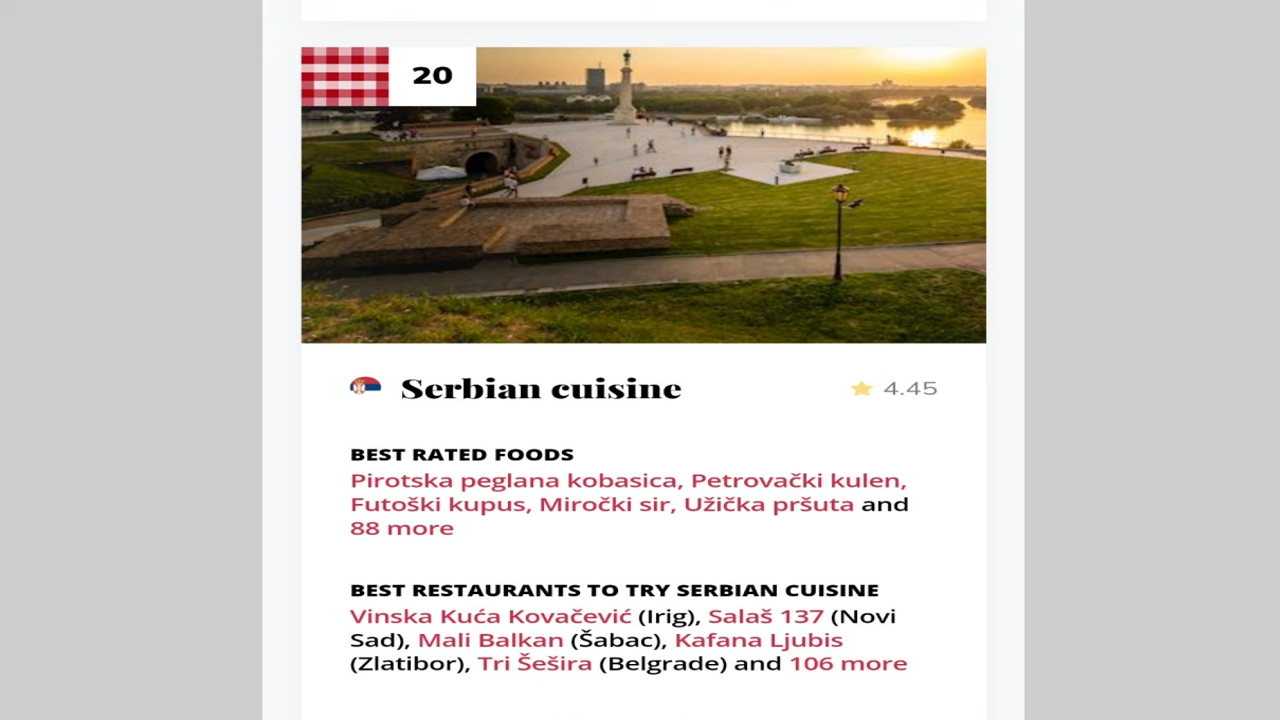 20
Serbian cuisine
4.45
BEST RATED FOODS
Pirotska peglana kobasica, Petrovački kulen,
Futoški kupus, Miročki sir, Užička pršuta and
88 more
BEST RESTAURANTS TO TRY SERBIAN CUISINE
Vinska Kuća Kovačević (Irig), Salaš 137 (Novi
Sad), Mali Balkan (Šabac), Kafana Ljubis
(Zlatibor), Tri Šešira (Belgrade) and 106 more